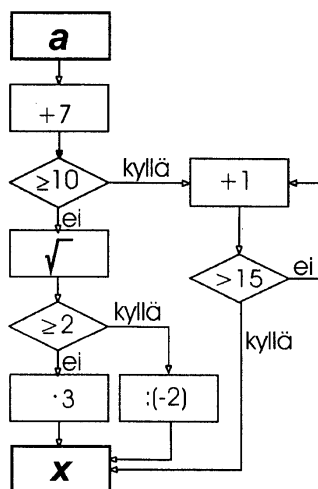 a
+7
≥10
kyllä
+1
ei
√
>15
ei
≥2
kyllä
kyllä
ei
·3
:(-2)
x